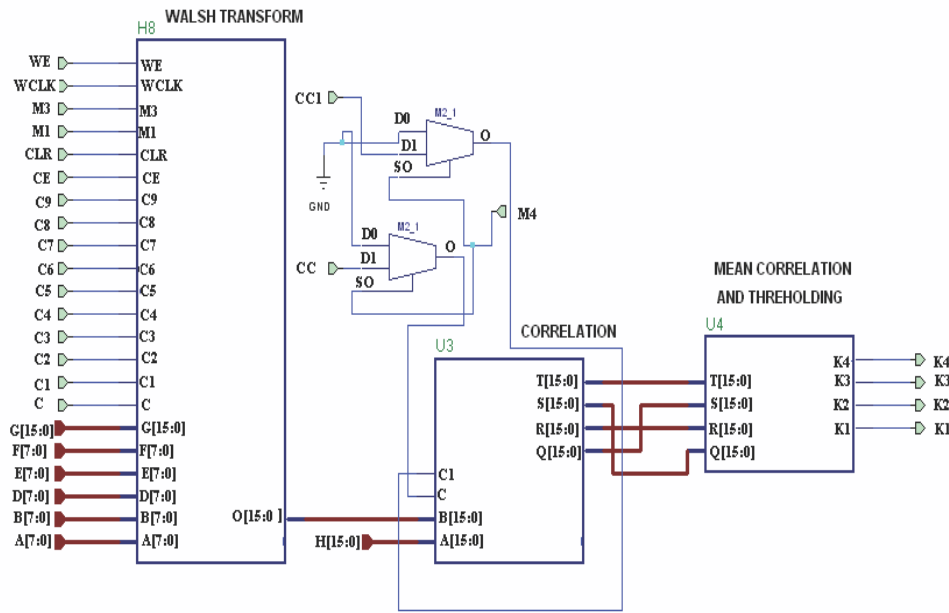 WALSH TRANSFORM
H8
WE WE
WCLK WCLK
M3 M3
M1 M1
CLR CLR
CE CE
C9 C9
C8 C8
C7 C7
C6 C6
C5 C5
C4 C4
C3 C3
C2 C2
C1 C1
C C
G[15:0] G[15:0]
F[7:0] F[7:0]
E[7:0] E[7:0]
D[7:0] D[7:0]
B[7:0] B[7:0]
A[7:0] A[7:0]
O[15:0 ]
CC1
D0
D1
SO
M2_1
O
GND
M4
M2_1
D0
D1
SO
O
CC
CORRELATION
U3
T[15:0]
S[15:0]
R[15:0]
Q[15:0]
C1
C
B[15:0]
H[15:0] A[15:0]
MEAN CORRELATION
AND THREHOLDING
U4
T[15:0]
S[15:0]
R[15:0]
Q[15:0]
K4 K4
K3 K3
K2 K2
K1 K1